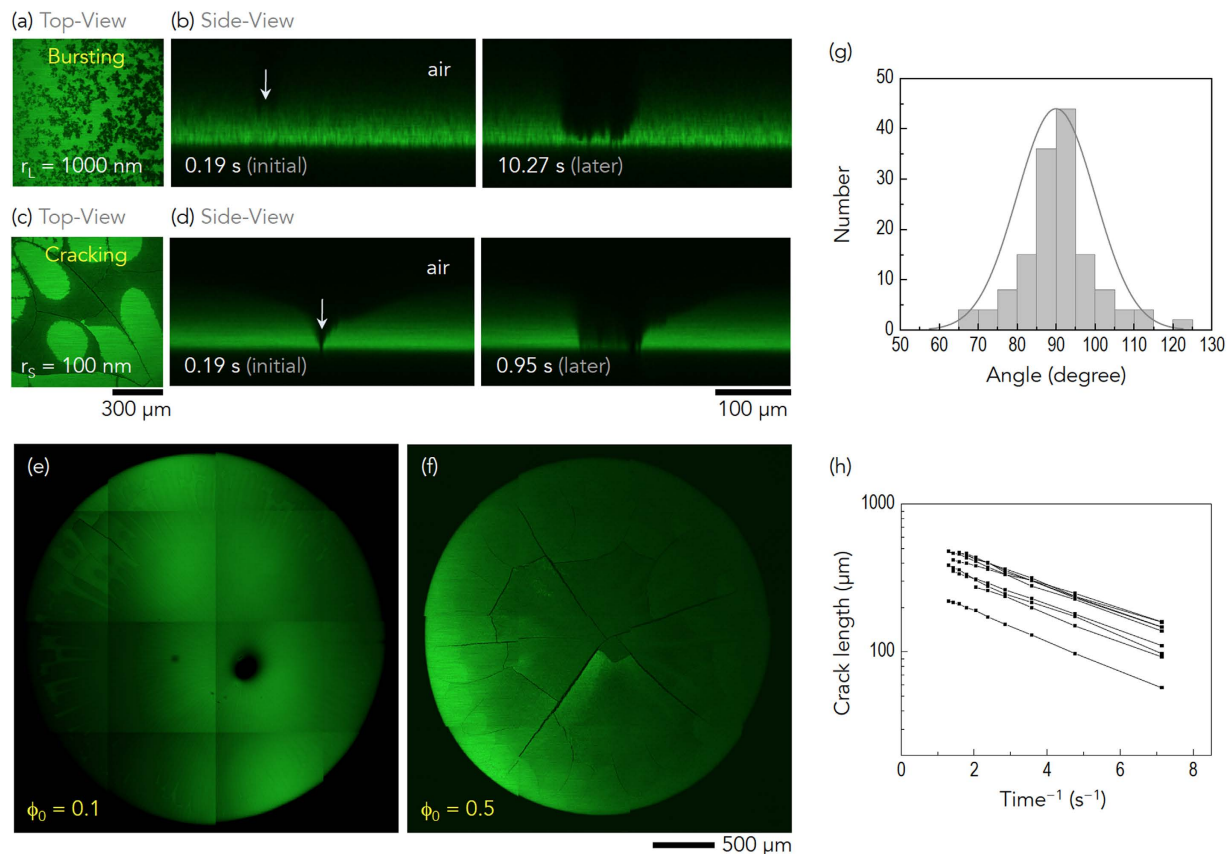 (a) Top-View
Bursting
r_L = 1000 nm
(b) Side-View
air
0.19 s (initial)
10.27 s (later)
(c) Top-View
Cracking
r_S = 100 nm
300 μm
(d) Side-View
air
0.19 s (initial)
0.95 s (later)
100 μm
(e)
ϕ₀ = 0.1
(f)
ϕ₀ = 0.5
500 μm
(g)
Number
50
40
30
20
10
0
50 60 70 80 90 100 110 120 130
Angle (degree)
(h)
Crack length (μm)
1000
100
0 2 4 6 8
Time⁻¹ (s⁻¹)